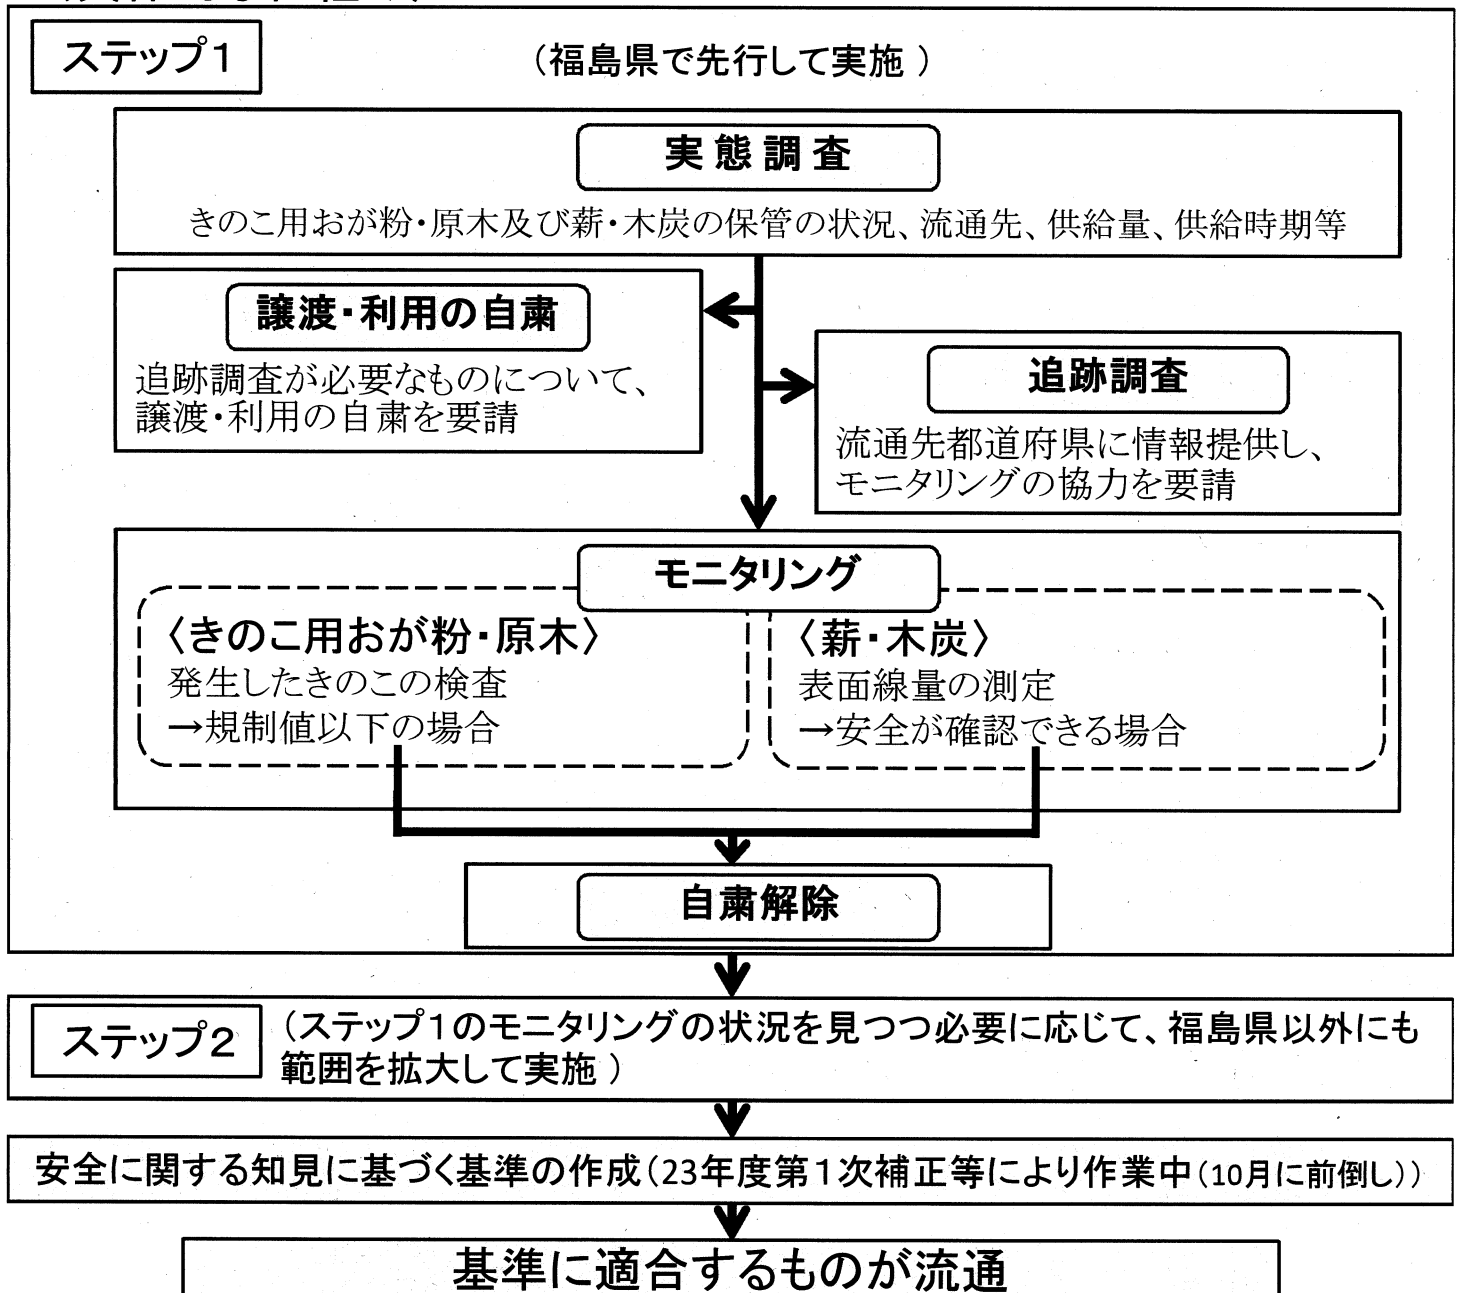 ステップ１
（福島県で先行して実施 ）
実 態 調 査
きのこ用おが粉・原木及び薪・木炭の保管の状況、流通先、供給量、供給時期等
譲渡・利用の自粛
追跡調査が必要なものについて、
譲渡・利用の自粛を要請
追跡調査
流通先都道府県に情報提供し、
モニタリングの協力を要請
モニタリング
〈きのこ用おが粉・原木〉
発生したきのこの検査
→規制値以下の場合
〈薪・木炭〉
表面線量の測定
→安全が確認できる場合
自粛解除
ステップ２
（ステップ１のモニタリングの状況を見つつ必要に応じて、福島県以外にも
範囲を拡大して実施 ）
安全に関する知見に基づく基準の作成（23年度第１次補正等により作業中（10月に前倒し））
基準に適合するものが流通